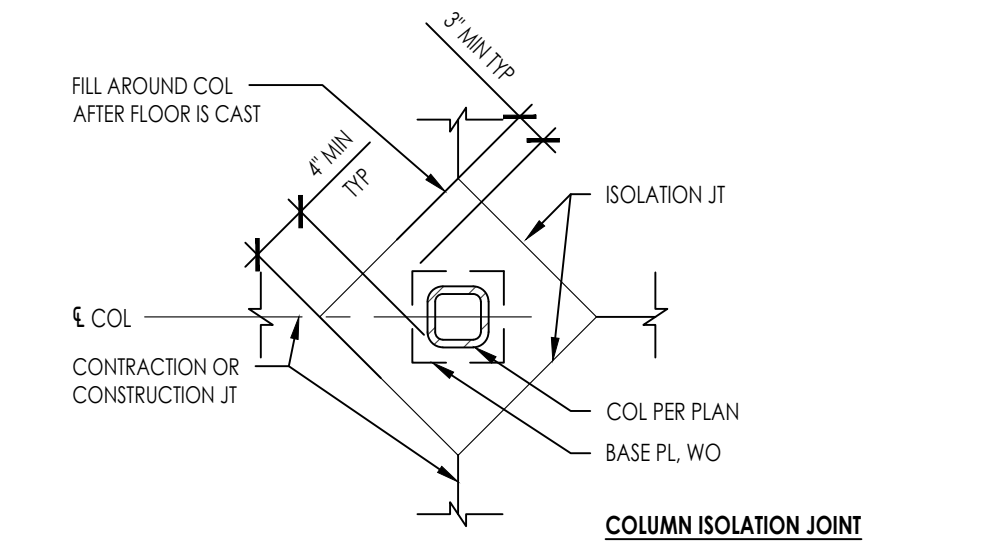 3" MIN TYP
FILL AROUND COL
AFTER FLOOR IS CAST
4" MIN
TYP
ISOLATION JT
℄ COL
CONTRACTION OR
CONSTRUCTION JT
COL PER PLAN
BASE PL, WO
COLUMN ISOLATION JOINT